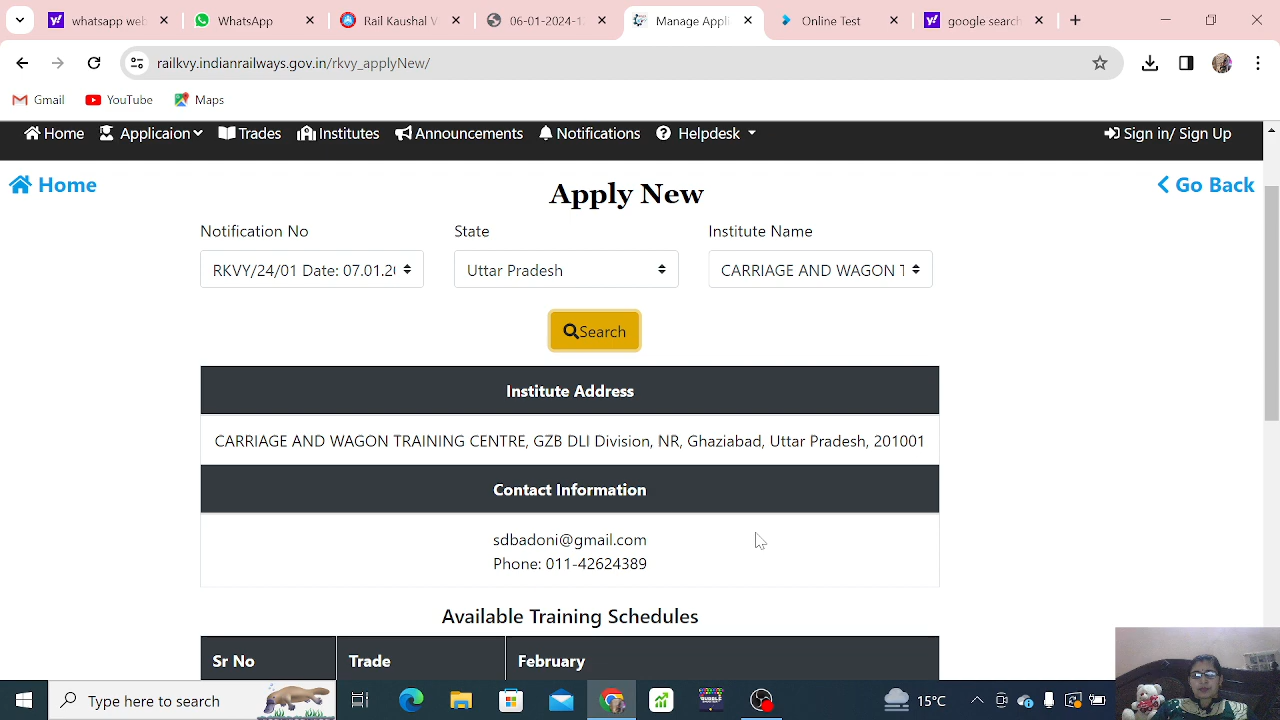 whatsapp web
WhatsApp
Rail Kaushal V
06-01-2024-1
Manage Appli
Online Test
google search
railkvy.indianrailways.gov.in/rkvy_applyNew/
Gmail
YouTube
Maps
Home
Applicaion
Trades
Institutes
Announcements
Notifications
Helpdesk
Sign in/ Sign Up
Home
Apply New
Go Back
Notification No
State
Institute Name
RKVY/24/01 Date: 07.01.2
Uttar Pradesh
CARRIAGE AND WAGON T
Search
Institute Address
CARRIAGE AND WAGON TRAINING CENTRE, GZB DLI Division, NR, Ghaziabad, Uttar Pradesh, 201001
Contact Information
sdbadoni@gmail.com
Phone: 011-42624389
Available Training Schedules
Sr No
Trade
February
Type here to search
15°C